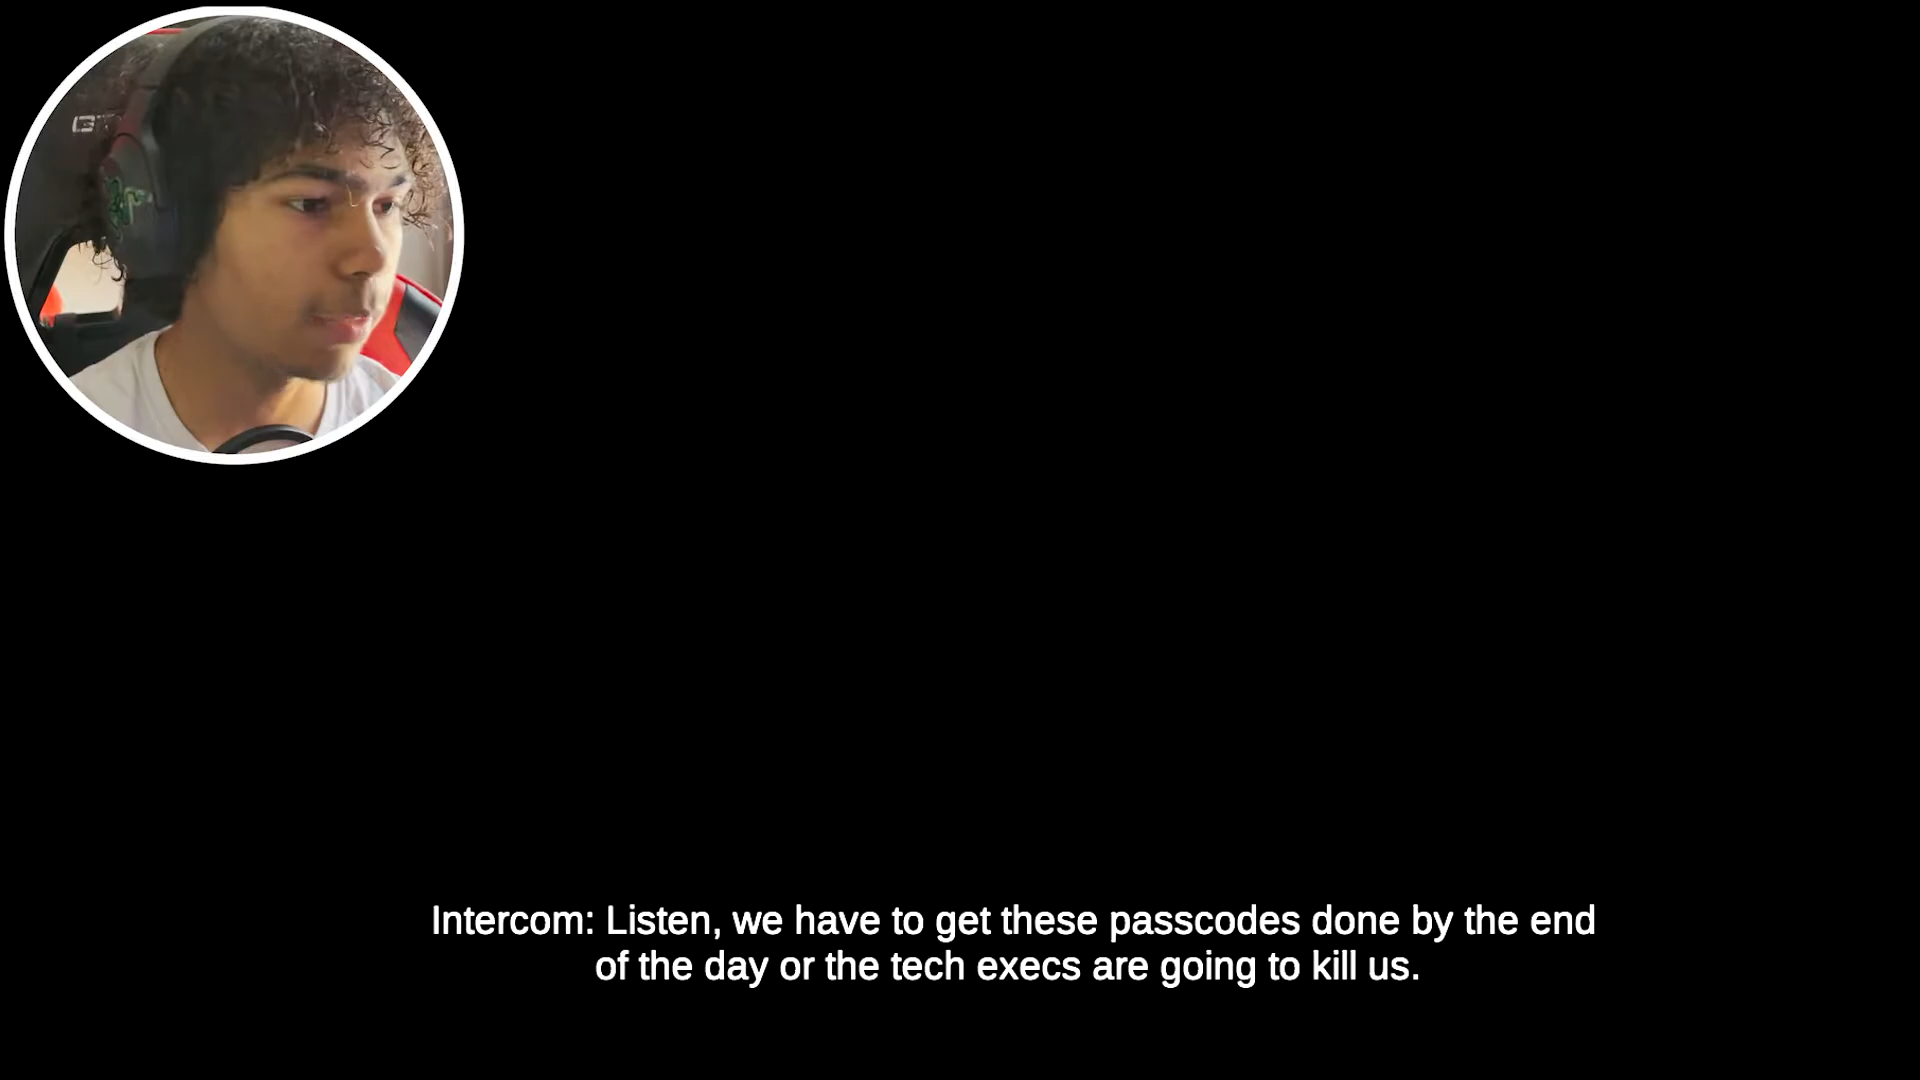 GT
Intercom: Listen, we have to get these passcodes done by the end
of the day or the tech execs are going to kill us.